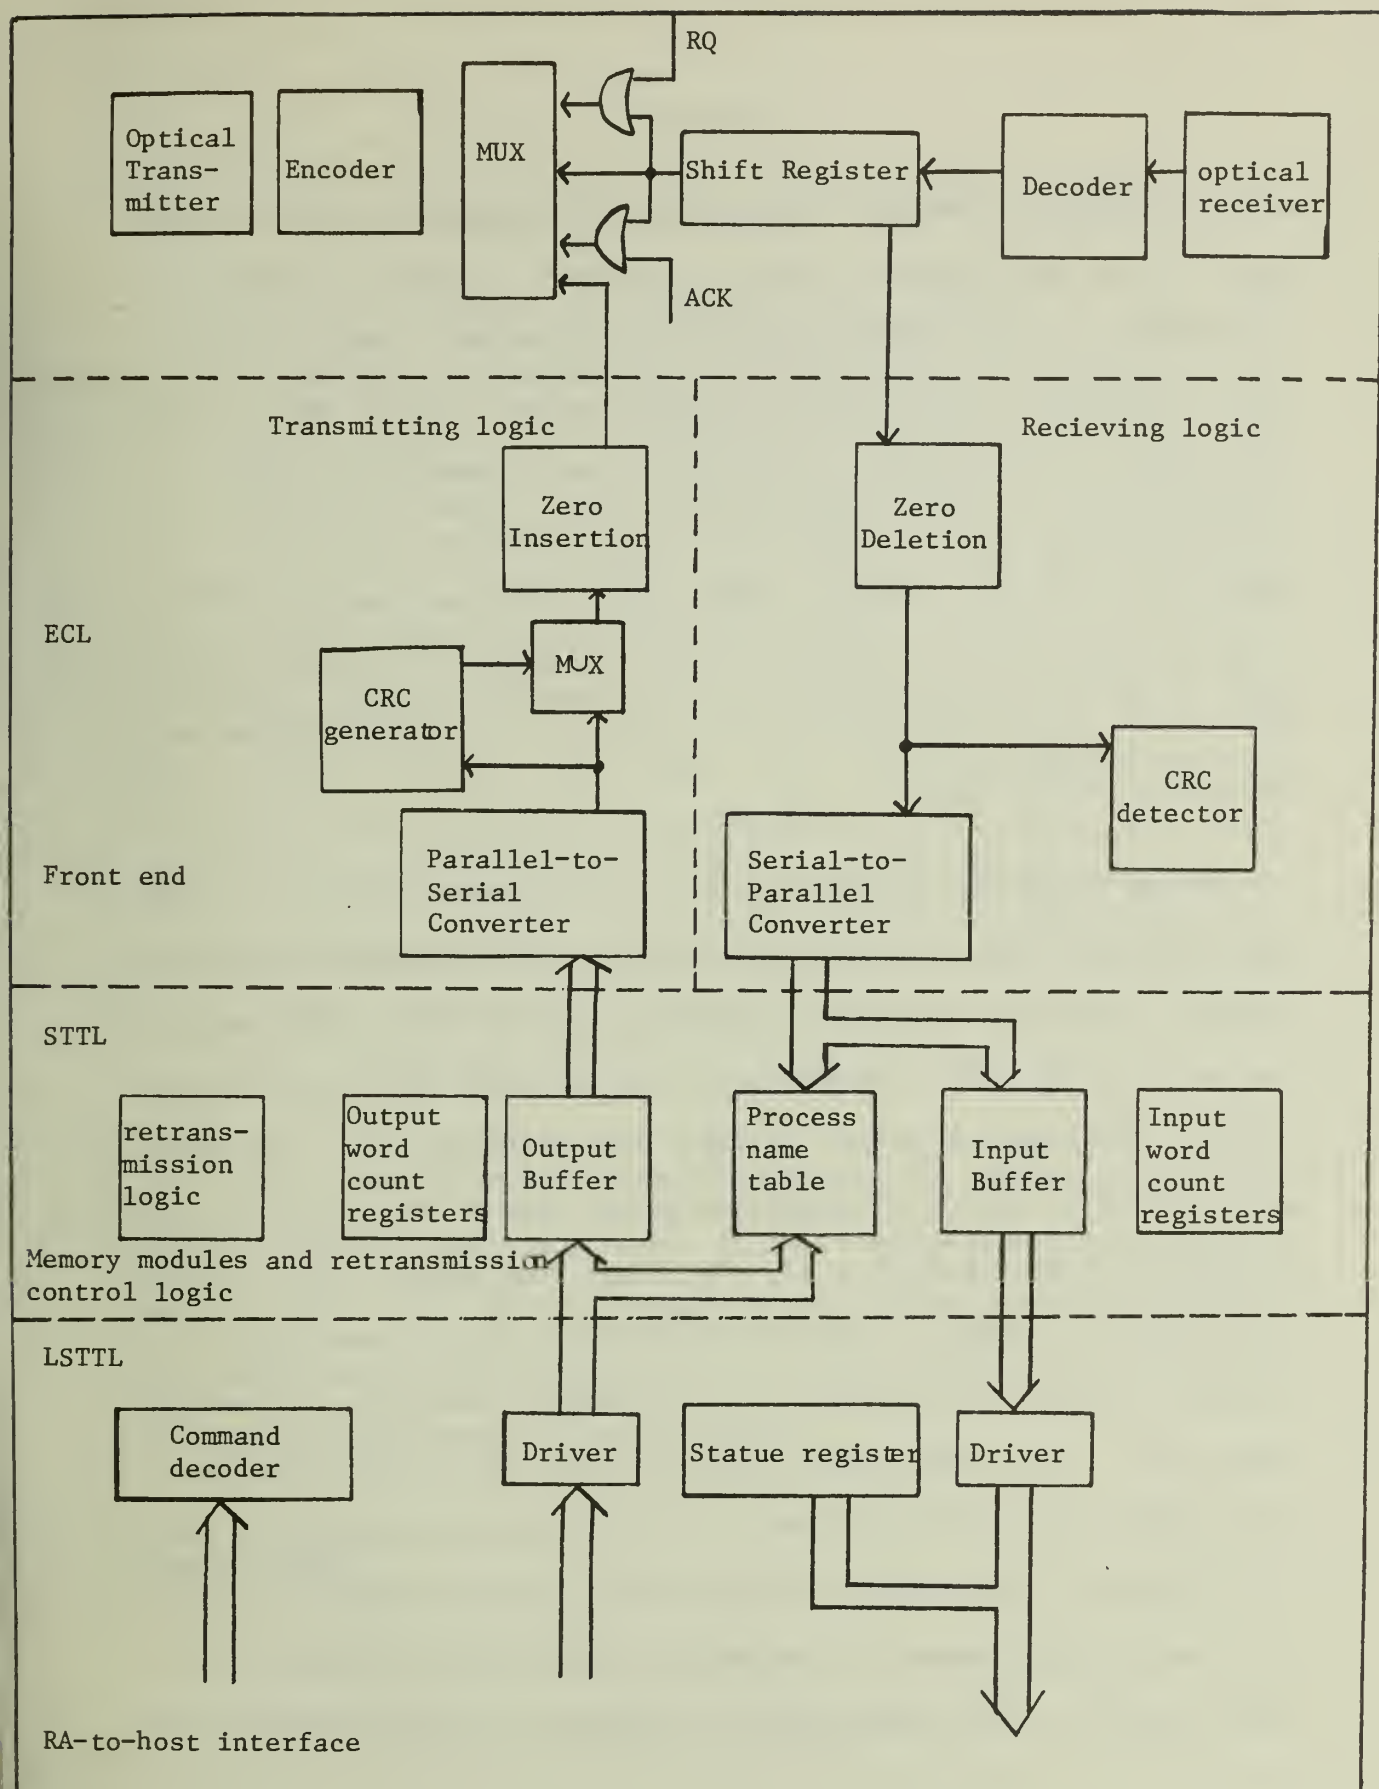 RQ
Optical
Trans-
mitter
Encoder
MUX
Shift Register
Decoder
optical
receiver
ACK
Transmitting logic
Recieving logic
Zero
Insertion
Zero
Deletion
ECL
MUX
CRC
generator
CRC
detector
Front end
Parallel-to-
Serial
Converter
Serial-to-
Parallel
Converter
STTL
retrans-
mission
logic
Output
word
count
registers
Output
Buffer
Process
name
table
Input
Buffer
Input
word
count
registers
Memory modules and retransmission
control logic
LSTTL
Command
decoder
Driver
Statue register
Driver
RA-to-host interface